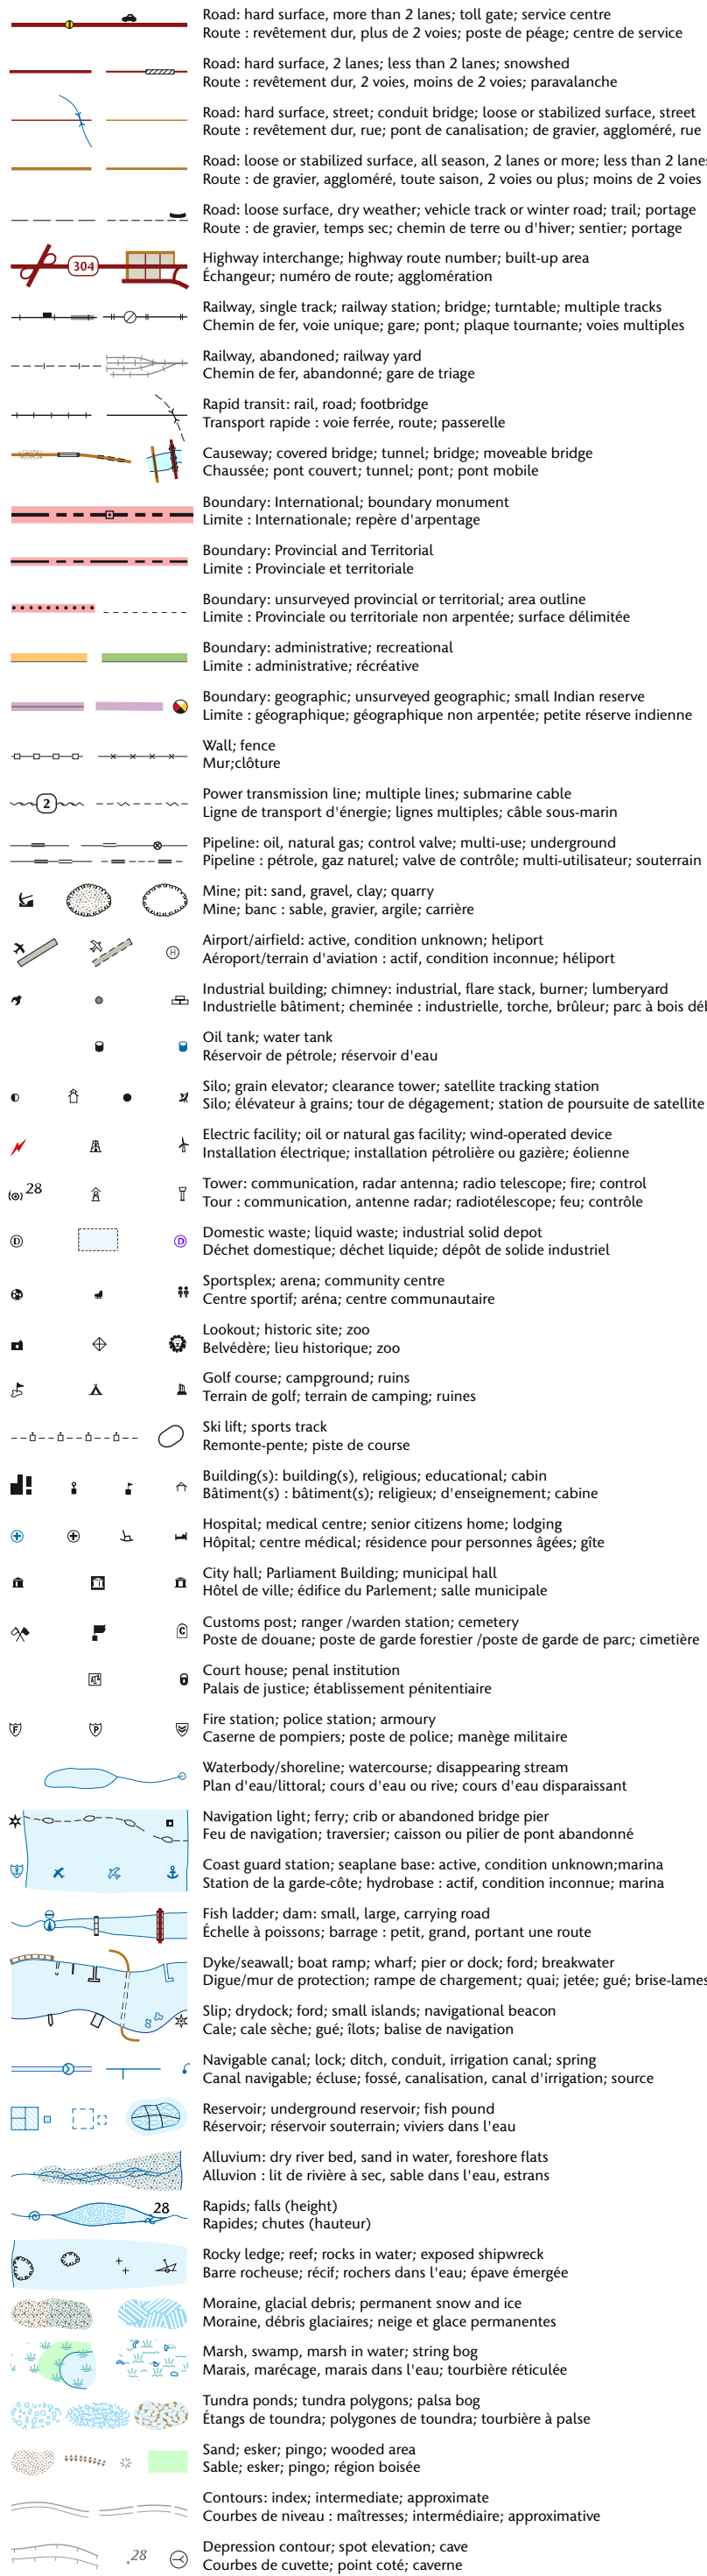 Road: hard surface, more than 2 lanes; toll gate; service centre
Route : revêtement dur, plus de 2 voies; poste de péage; centre de service
Road: hard surface, 2 lanes; less than 2 lanes; snowshed
Route : revêtement dur, 2 voies, moins de 2 voies; paravalanche
Road: hard surface, street; conduit bridge; loose or stabilized surface, street
Route : revêtement dur, rue; pont de canalisation; de gravier, aggloméré, rue
Road: loose or stabilized surface, all season, 2 lanes or more; less than 2 lanes
Route : de gravier, aggloméré, toute saison, 2 voies ou plus; moins de 2 voies
Road: loose surface, dry weather; vehicle track or winter road; trail; portage
Route : de gravier, temps sec; chemin de terre ou d'hiver; sentier; portage
304
Highway interchange; highway route number; built-up area
Échangeur; numéro de route; agglomération
Railway, single track; railway station; bridge; turntable; multiple tracks
Chemin de fer, voie unique; gare; pont; plaque tournante; voies multiples
Railway, abandoned; railway yard
Chemin de fer, abandonné; gare de triage
Rapid transit: rail, road; footbridge
Transport rapide : voie ferrée, route; passerelle
Causeway; covered bridge; tunnel; bridge; moveable bridge
Chaussée; pont couvert; tunnel; pont; pont mobile
Boundary: International; boundary monument
Limite : Internationale; repère d'arpentage
Boundary: Provincial and Territorial
Limite : Provinciale et territoriale
Boundary: unsurveyed provincial or territorial; area outline
Limite : Provinciale ou territoriale non arpentée; surface délimitée
Boundary: administrative; recreational
Limite : administrative; récréative
Boundary: geographic; unsurveyed geographic; small Indian reserve
Limite : géographique; géographique non arpentée; petite réserve indienne
Wall; fence
Mur;clôture
2
Power transmission line; multiple lines; submarine cable
Ligne de transport d'énergie; lignes multiples; câble sous-marin
Pipeline: oil, natural gas; control valve; multi-use; underground
Pipeline : pétrole, gaz naturel; valve de contrôle; multi-utilisateur; souterrain
Mine; pit: sand, gravel, clay; quarry
Mine; banc : sable, gravier, argile; carrière
H
Airport/airfield: active, condition unknown; heliport
Aéroport/terrain d'aviation : actif, condition inconnue; héliport
Industrial building; chimney: industrial, flare stack, burner; lumberyard
Industrielle bâtiment; cheminée : industrielle, torche, brûleur; parc à bois dé
Oil tank; water tank
Réservoir de pétrole; réservoir d'eau
Silo; grain elevator; clearance tower; satellite tracking station
Silo; élévateur à grains; tour de dégagement; station de poursuite de satellite
Electric facility; oil or natural gas facility; wind-operated device
Installation électrique; installation pétrolière ou gazière; éolienne
28
Tower: communication, radar antenna; radio telescope; fire; control
Tour : communication, antenne radar; radiotélescope; feu; contrôle
D
D
Domestic waste; liquid waste; industrial solid depot
Déchet domestique; déchet liquide; dépôt de solide industriel
Sportsplex; arena; community centre
Centre sportif; aréna; centre communautaire
Lookout; historic site; zoo
Belvédère; lieu historique; zoo
Golf course; campground; ruins
Terrain de golf; terrain de camping; ruines
Ski lift; sports track
Remonte-pente; piste de course
Building(s): building(s), religious; educational; cabin
Bâtiment(s) : bâtiment(s); religieux; d'enseignement; cabine
Hospital; medical centre; senior citizens home; lodging
Hôpital; centre médical; résidence pour personnes âgées; gîte
City hall; Parliament Building; municipal hall
Hôtel de ville; édifice du Parlement; salle municipale
C
Customs post; ranger /warden station; cemetery
Poste de douane; poste de garde forestier /poste de garde de parc; cimetière
Court house; penal institution
Palais de justice; établissement pénitentiaire
F
P
Fire station; police station; armoury
Caserne de pompiers; poste de police; manège militaire
Waterbody/shoreline; watercourse; disappearing stream
Plan d'eau/littoral; cours d'eau ou rive; cours d'eau disparaissant
Navigation light; ferry; crib or abandoned bridge pier
Feu de navigation; traversier; caisson ou pilier de pont abandonné
Coast guard station; seaplane base: active, condition unknown;marina
Station de la garde-côte; hydrobase : actif, condition inconnue; marina
Fish ladder; dam: small, large, carrying road
Échelle à poissons; barrage : petit, grand, portant une route
Dyke/seawall; boat ramp; wharf; pier or dock; ford; breakwater
Digue/mur de protection; rampe de chargement; quai; jetée; gué; brise-lames
Slip; drydock; ford; small islands; navigational beacon
Cale; cale sèche; gué; îlots; balise de navigation
Navigable canal; lock; ditch, conduit, irrigation canal; spring
Canal navigable; écluse; fossé, canalisation, canal d'irrigation; source
Reservoir; underground reservoir; fish pound
Réservoir; réservoir souterrain; viviers dans l'eau
Alluvium: dry river bed, sand in water, foreshore flats
Alluvion : lit de rivière à sec, sable dans l'eau, estrans
28
Rapids; falls (height)
Rapides; chutes (hauteur)
Rocky ledge; reef; rocks in water; exposed shipwreck
Barre rocheuse; récif; rochers dans l'eau; épave émergée
Moraine, glacial debris; permanent snow and ice
Moraine, débris glaciaires; neige et glace permanentes
Marsh, swamp, marsh in water; string bog
Marais, marécage, marais dans l'eau; tourbière réticulée
Tundra ponds; tundra polygons; palsa bog
Étangs de toundra; polygones de toundra; tourbière à palse
Sand; esker; pingo; wooded area
Sable; esker; pingo; région boisée
Contours: index; intermediate; approximate
Courbes de niveau : maîtresses; intermédiaire; approximative
28
Depression contour; spot elevation; cave
Courbes de cuvette; point coté; caverne